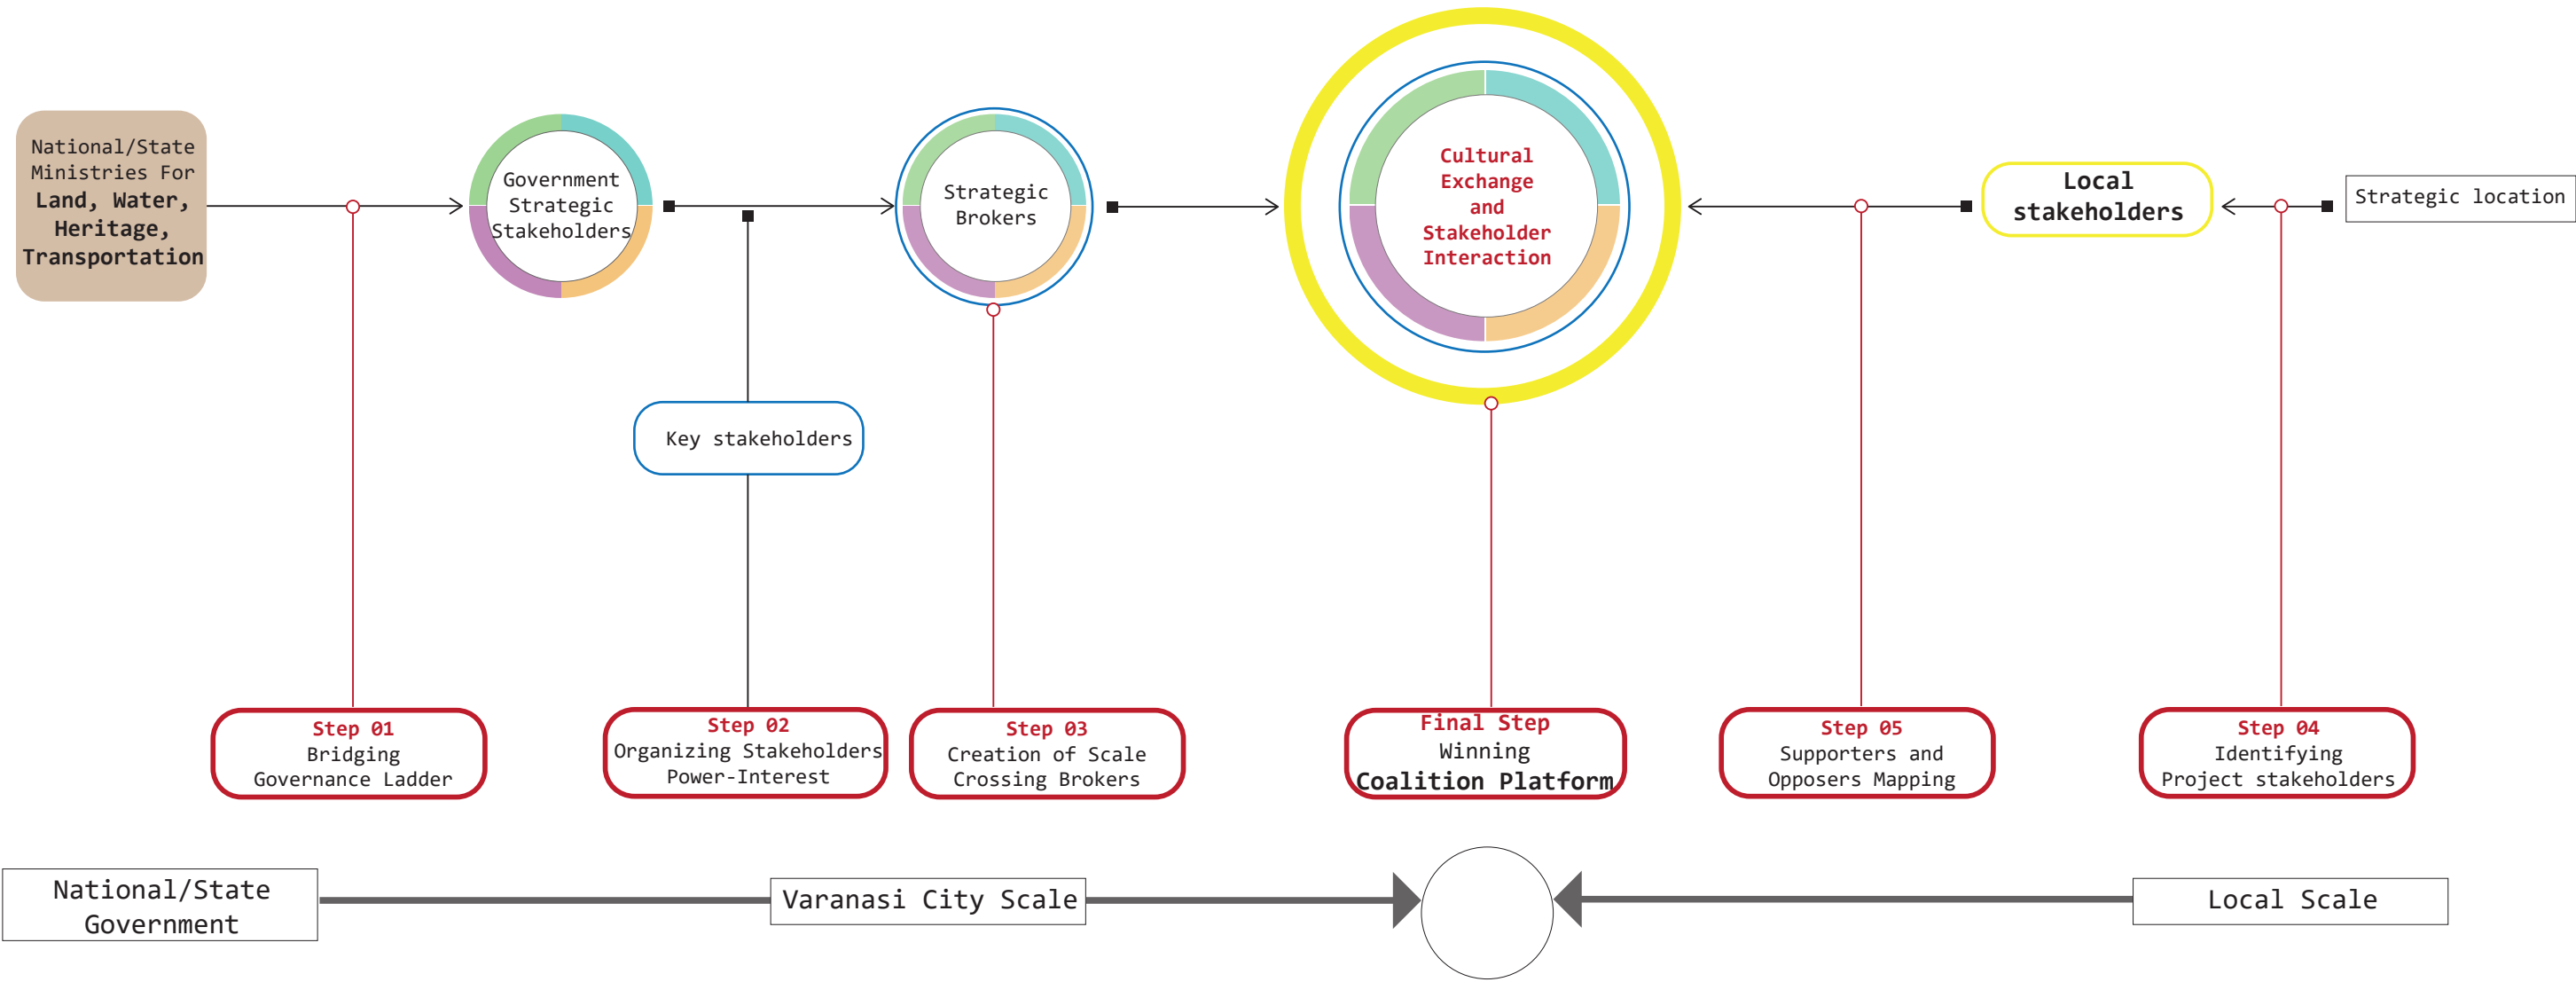 National/State
Ministries For
Land, Water,
Heritage,
Transportation
Government
Strategic
Stakeholders
Strategic
Brokers
Cultural
Exchange
and
Stakeholder
Interaction
Local
stakeholders
Strategic location
Key stakeholders
Step 01
Bridging
Governance Ladder
Step 02
Organizing Stakeholders
Power-Interest
Step 03
Creation of Scale
Crossing Brokers
Final Step
Winning
Coalition Platform
Step 05
Supporters and
Opposers Mapping
Step 04
Identifying
Project stakeholders
National/State
Government
Varanasi City Scale
Local Scale